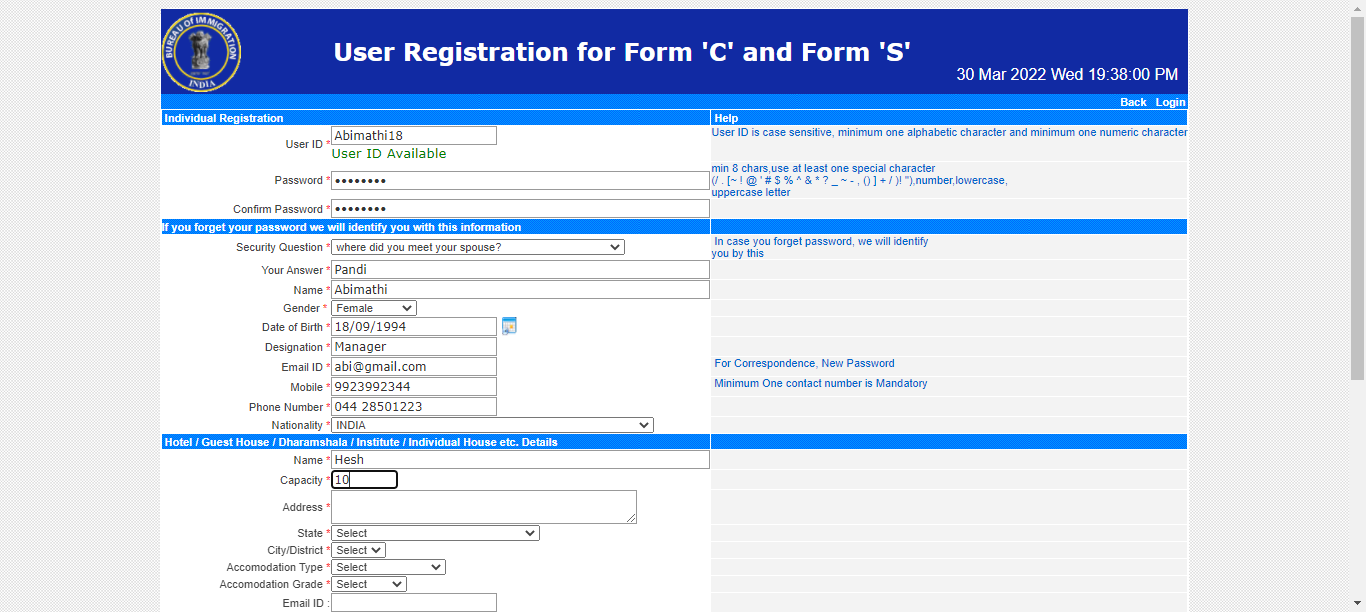 BUREAU OF IMMIGRATION
INDIA
User Registration for Form 'C' and Form 'S'
30 Mar 2022 Wed 19:38:00 PM
Back Login
Individual Registration Help
User ID * Abimathi18 User ID is case sensitive, minimum one alphabetic character and minimum one numeric character
User ID Available
Password * •••••••• min 8 chars,use at least one special character
(/ . [~ ! @ ' # $ % ^ & * ? _ ~ - , () ] + / )! "),number,lowercase,
uppercase letter
Confirm Password * ••••••••
If you forget your password we will identify you with this information
Security Question * where did you meet your spouse? In case you forget password, we will identify
you by this
Your Answer * Pandi
Name * Abimathi
Gender * Female
Date of Birth * 18/09/1994
Designation * Manager
Email ID * abi@gmail.com For Correspondence, New Password
Mobile * 9923992344 Minimum One contact number is Mandatory
Phone Number * 044 28501223
Nationality * INDIA
Hotel / Guest House / Dharamshala / Institute / Individual House etc. Details
Name * Hesh
Capacity * 10
Address *
State * Select
City/District * Select
Accomodation Type * Select
Accomodation Grade * Select
Email ID :